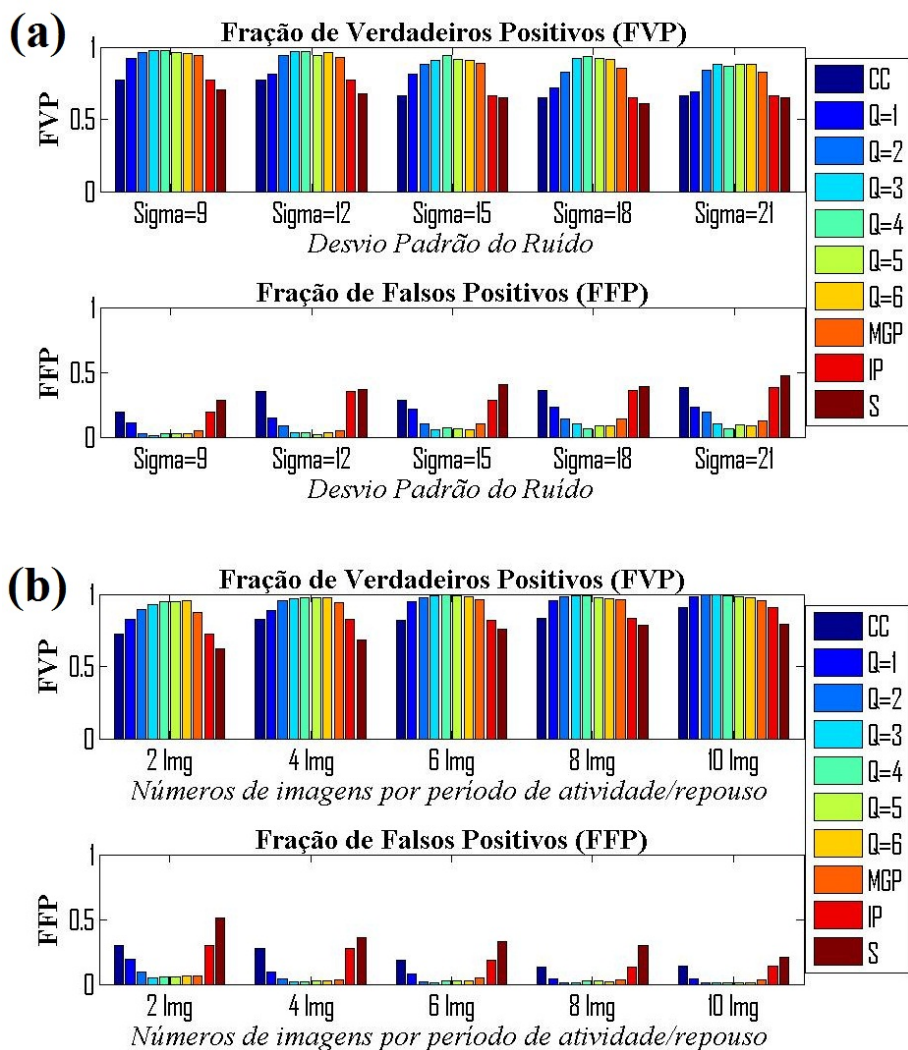 (a)
Fração de Verdadeiros Positivos (FVP)
1
0.5
0
FVP
Sigma=9 Sigma=12 Sigma=15 Sigma=18 Sigma=21
Desvio Padrão do Ruído
Fração de Falsos Positivos (FFP)
1
0.5
0
FFP
Sigma=9 Sigma=12 Sigma=15 Sigma=18 Sigma=21
Desvio Padrão do Ruído
CC
Q=1
Q=2
Q=3
Q=4
Q=5
Q=6
MGP
IP
S
(b)
Fração de Verdadeiros Positivos (FVP)
1
0.5
0
FVP
2 Img 4 Img 6 Img 8 Img 10 Img
Números de imagens por período de atividade/repouso
Fração de Falsos Positivos (FFP)
1
0.5
0
FFP
2 Img 4 Img 6 Img 8 Img 10 Img
Números de imagens por período de atividade/repouso
CC
Q=1
Q=2
Q=3
Q=4
Q=5
Q=6
MGP
IP
S